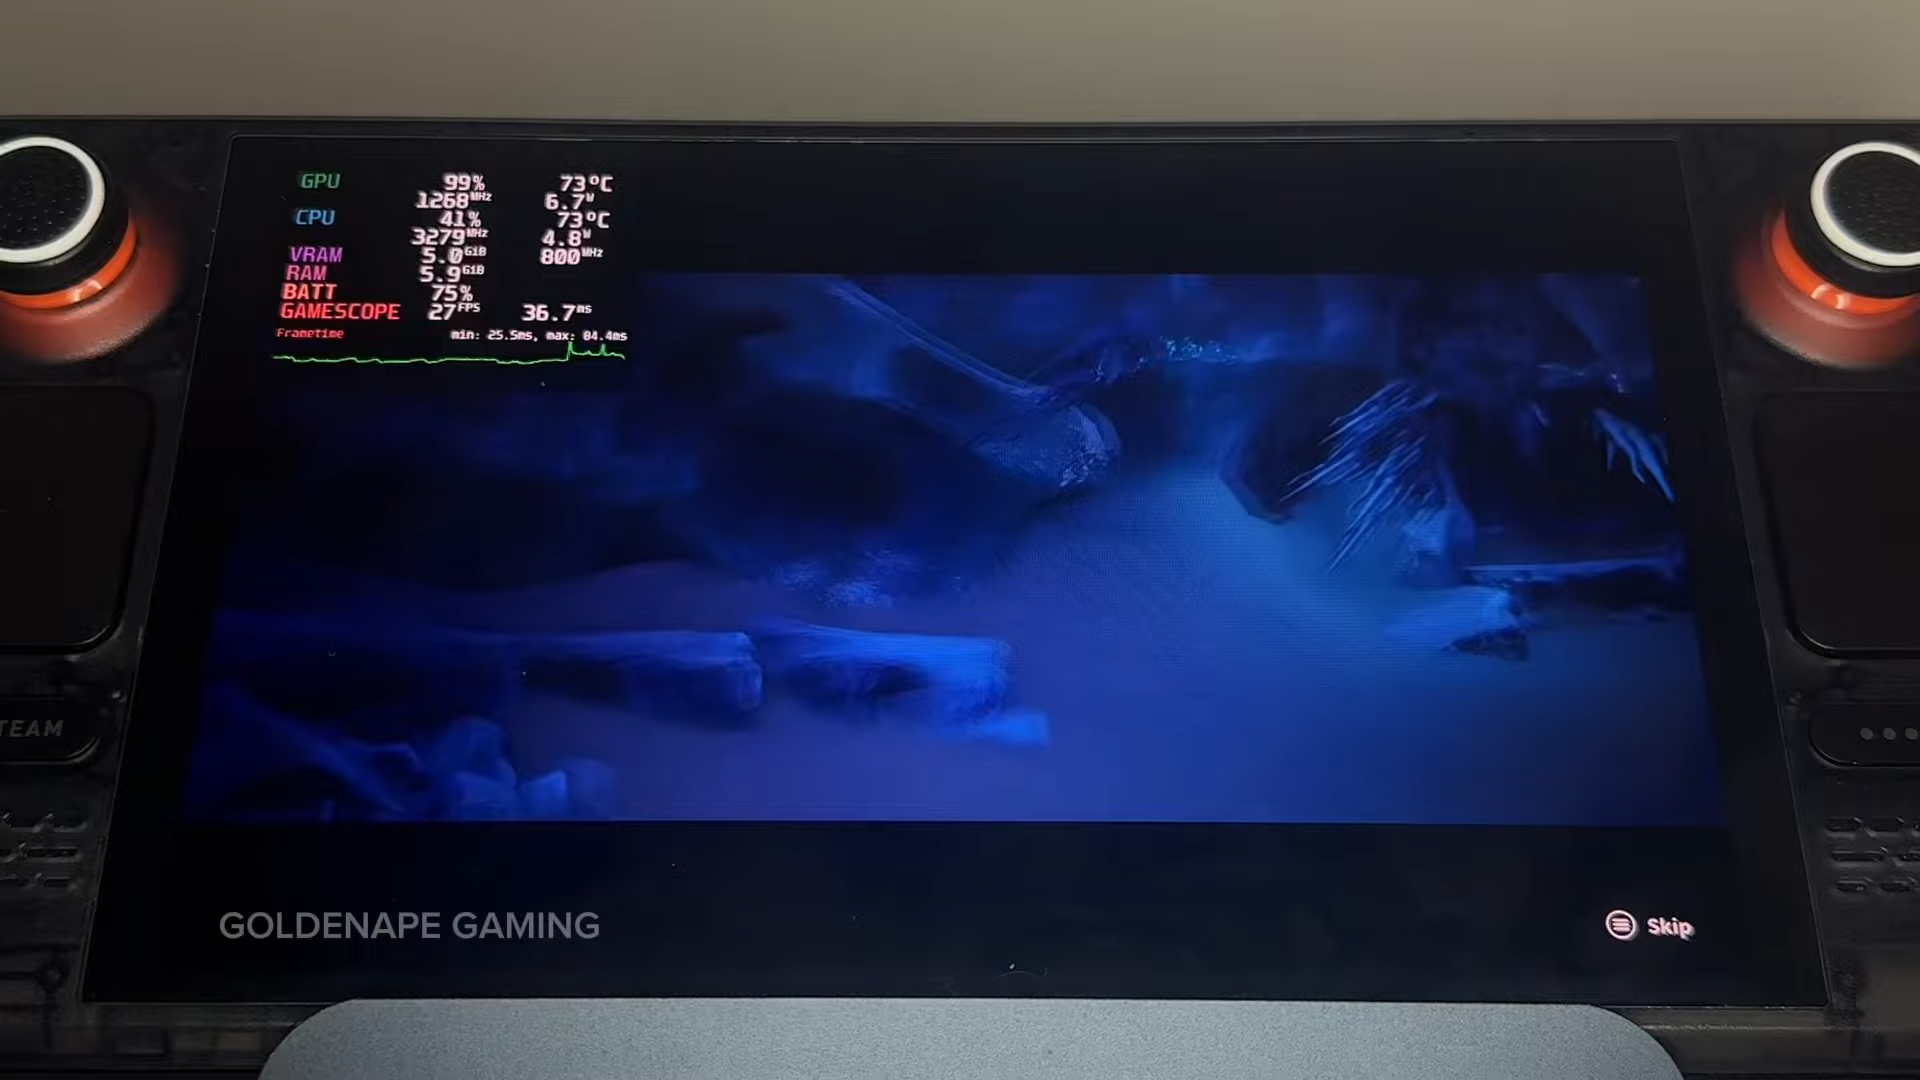 GPU 99% 73°C
1268MHz 6.7W
CPU 41% 73°C
3279MHz 4.8W
VRAM 5.0GiB 800MHz
RAM 5.9GiB
BATT 75%
GAMESCOPE 27FPS 36.7ms
Frametime min: 25.5ms, max: 84.4ms
TEAM
GOLDENAPE GAMING
Skip